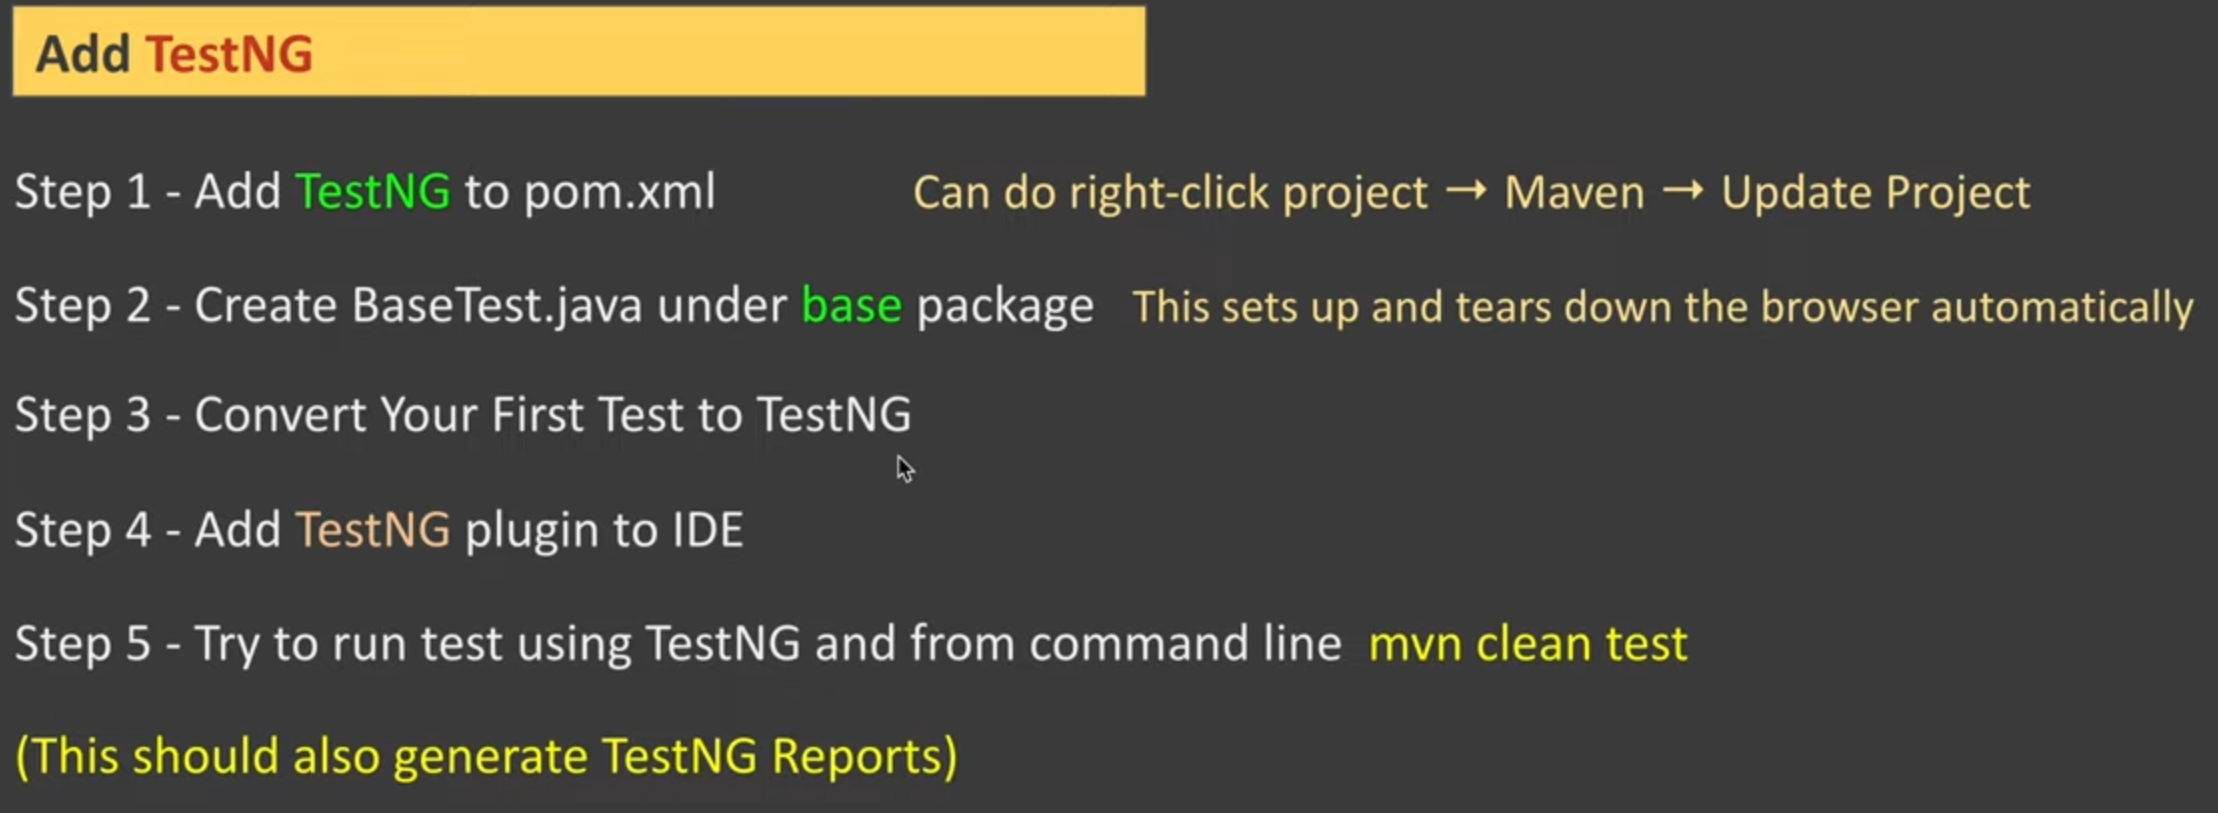 Add TestNG
Step 1 - Add TestNG to pom.xml Can do right-click project → Maven → Update Project
Step 2 - Create BaseTest.java under base package This sets up and tears down the browser automatically
Step 3 - Convert Your First Test to TestNG
Step 4 - Add TestNG plugin to IDE
Step 5 - Try to run test using TestNG and from command line mvn clean test
(This should also generate TestNG Reports)